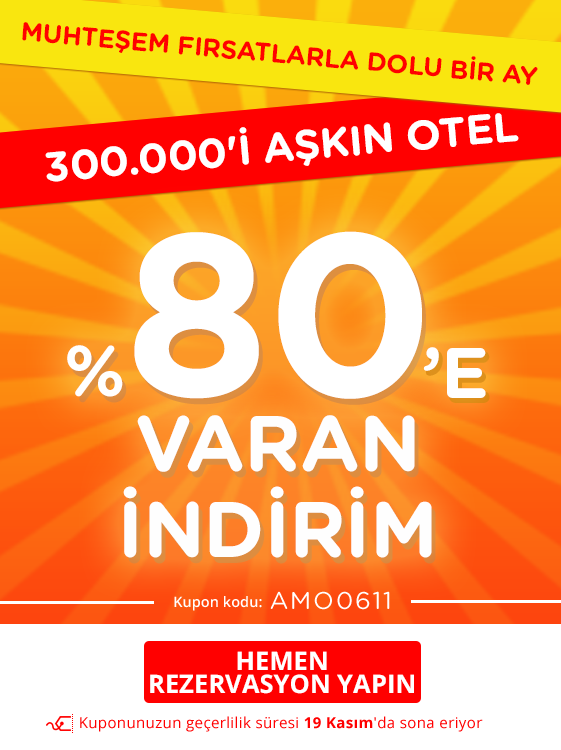 MUHTEŞEM FIRSATLARLA DOLU BİR AY
300.000'İ AŞKIN OTEL
%80'E
VARAN
İNDİRİM
Kupon kodu: AMO0611
HEMEN
REZERVASYON YAPIN
Kuponunuzun geçerlilik süresi 19 Kasım'da sona eriyor